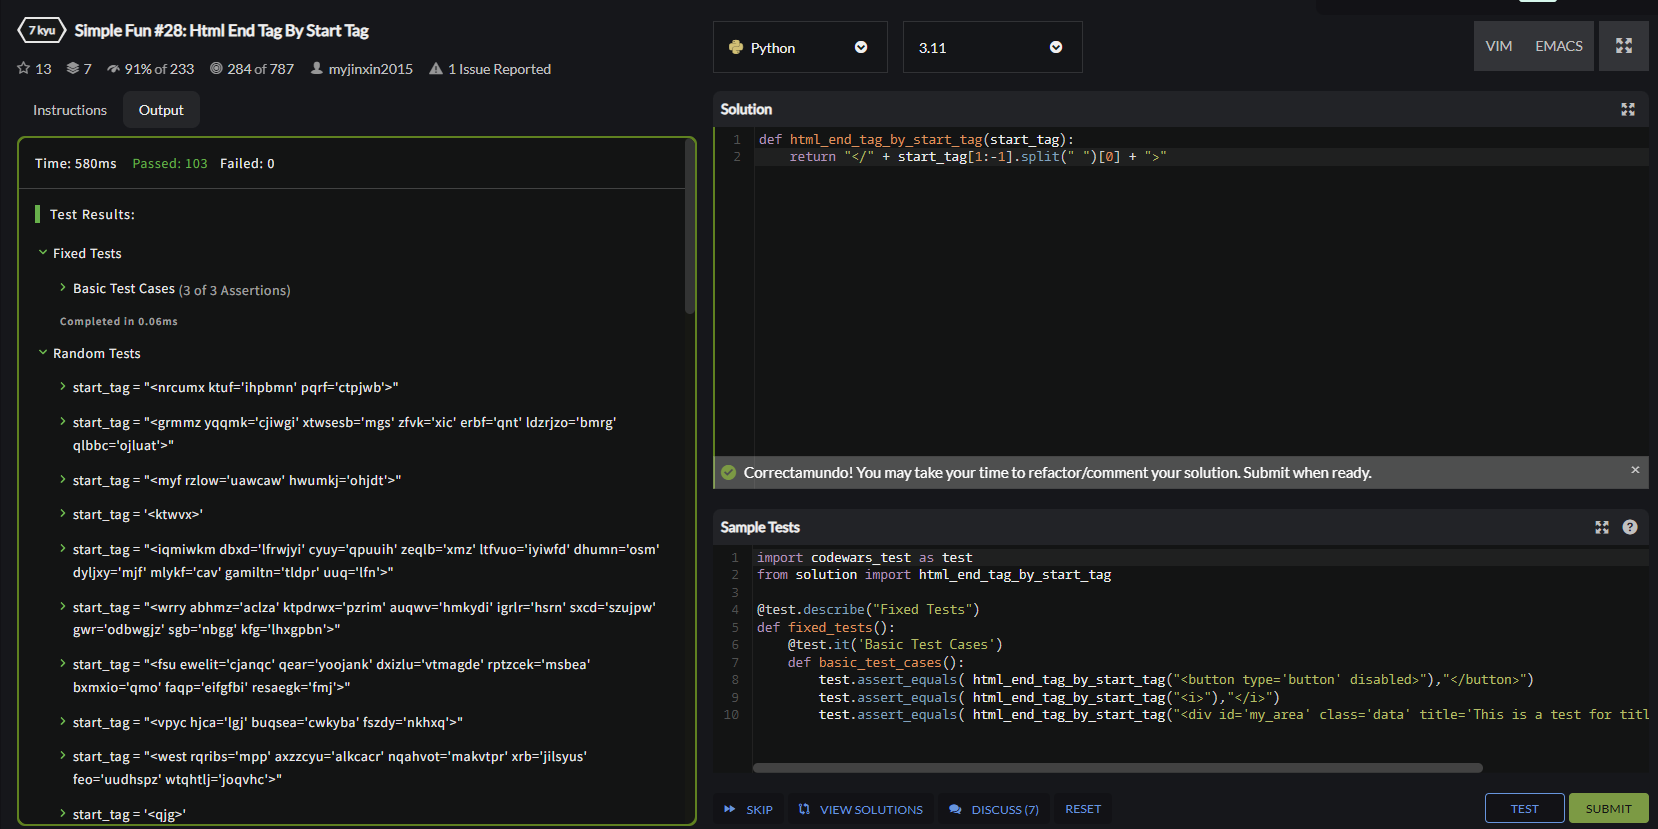 7 kyu Simple Fun #28: Html End Tag By Start Tag
13 7 91% of 233 284 of 787 myjinxin2015 1 Issue Reported
Instructions Output
Time: 580ms Passed: 103 Failed: 0
Test Results:
Fixed Tests
Basic Test Cases (3 of 3 Assertions)
Completed in 0.06ms
Random Tests
start_tag = "<nrcumx ktuf='ihpbmn' pqrf='ctpjwb'>"
start_tag = "<grmmz yqqmk='cjiwgi' xtwsesb='mgs' zfvk='xic' erbf='qnt' ldzrjzo='bmrg'
qlbbc='ojluat'>"
start_tag = "<myf rzlow='uawcaw' hwumkj='ohjdt'>"
start_tag = '<ktwvx>'
start_tag = "<iqmiwkm dbxd='lfrwjyi' cyuy='qpuuih' zeqlb='xmz' ltfvuo='iyiwfd' dhumn='osm'
dyljxy='mjf' mlykf='cav' gamiltn='tldpr' uuq='lfn'>"
start_tag = "<wrry abhmz='aclza' ktpdrwx='pzrim' auqwv='hmkydi' igrlr='hsrn' sxcd='szujpw'
gwr='odbwgjz' sgb='nbgg' kfg='lhxgpbn'>"
start_tag = "<fsu ewelit='cjanqc' qear='yoojank' dxizlu='vtmagde' rptzcek='msbea'
bxmxio='qmo' faqp='eifgfbi' resaegk='fmj'>"
start_tag = "<vpyc hjca='lgj' buqsea='cwkyba' fszdy='nkhxq'>"
start_tag = "<west rqribs='mpp' axzzcyu='alkcacr' nqahvot='makvtpr' xrb='jilsyus'
feo='uudhspz' wtqhtlj='joqvhc'>"
start_tag = '<qjg>'
Python 3.11 VIM EMACS
Solution
1 def html_end_tag_by_start_tag(start_tag):
2 return "</" + start_tag[1:-1].split(" ")[0] + ">"
Correctamundo! You may take your time to refactor/comment your solution. Submit when ready. ×
Sample Tests ?
1 import codewars_test as test
2 from solution import html_end_tag_by_start_tag
3
4 @test.describe("Fixed Tests")
5 def fixed_tests():
6 @test.it('Basic Test Cases')
7 def basic_test_cases():
8 test.assert_equals( html_end_tag_by_start_tag("<button type='button' disabled>"),"</button>")
9 test.assert_equals( html_end_tag_by_start_tag("<i>"),"</i>")
10 test.assert_equals( html_end_tag_by_start_tag("<div id='my_area' class='data' title='This is a test for titl
SKIP VIEW SOLUTIONS DISCUSS (7) RESET TEST SUBMIT